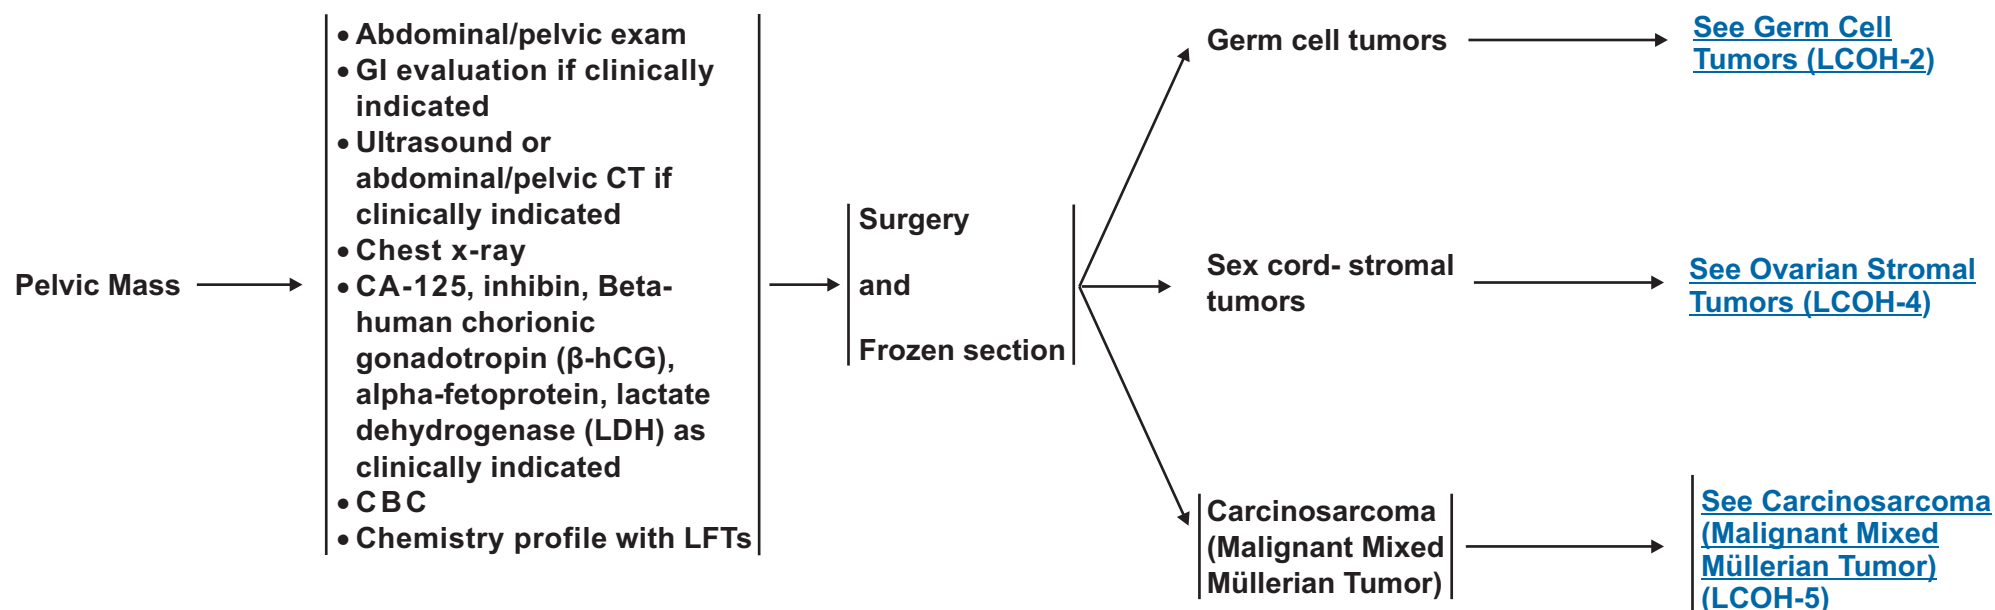 Pelvic Mass
• Abdominal/pelvic exam
• GI evaluation if clinically
indicated
• Ultrasound or
abdominal/pelvic CT if
clinically indicated
• Chest x-ray
• CA-125, inhibin, Beta-
human chorionic
gonadotropin (β-hCG),
alpha-fetoprotein, lactate
dehydrogenase (LDH) as
clinically indicated
• CBC
• Chemistry profile with LFTs
Surgery
and
Frozen section
Germ cell tumors
See Germ Cell
Tumors (LCOH-2)
Sex cord- stromal
tumors
See Ovarian Stromal
Tumors (LCOH-4)
Carcinosarcoma
(Malignant Mixed
Müllerian Tumor)
See Carcinosarcoma
(Malignant Mixed
Müllerian Tumor)
(LCOH-5)